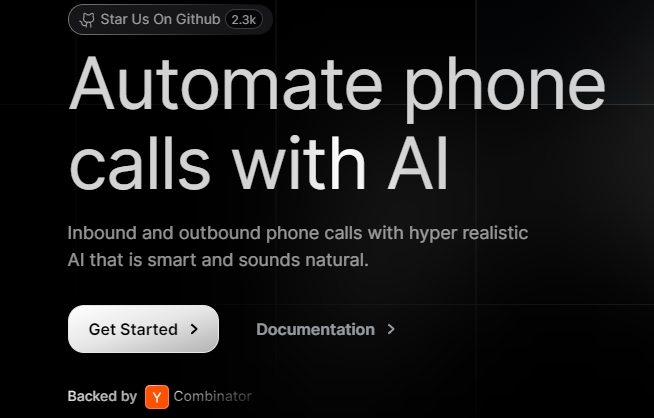 Star Us On Github 2.3k
Automate phone
calls with AI
Inbound and outbound phone calls with hyper realistic
AI that is smart and sounds natural.
Get Started Documentation
Backed by Y Combinator